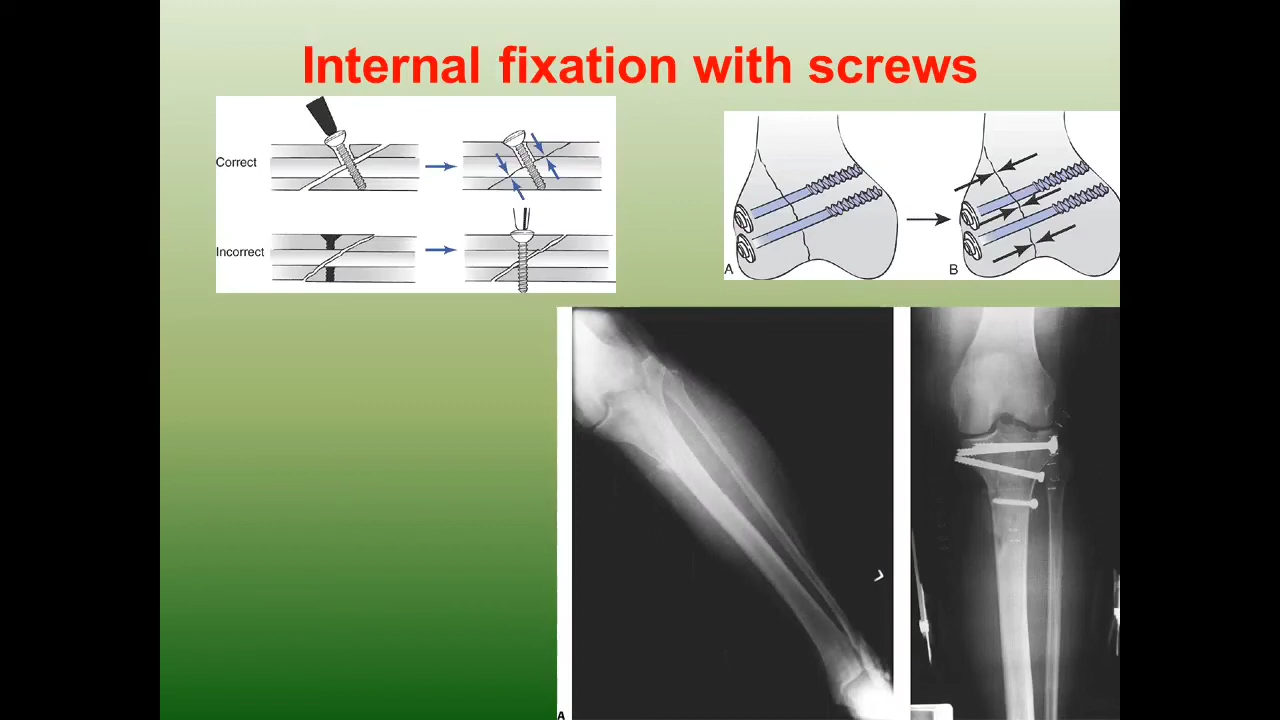 Internal fixation with screws
Correct
Incorrect
A
B
A